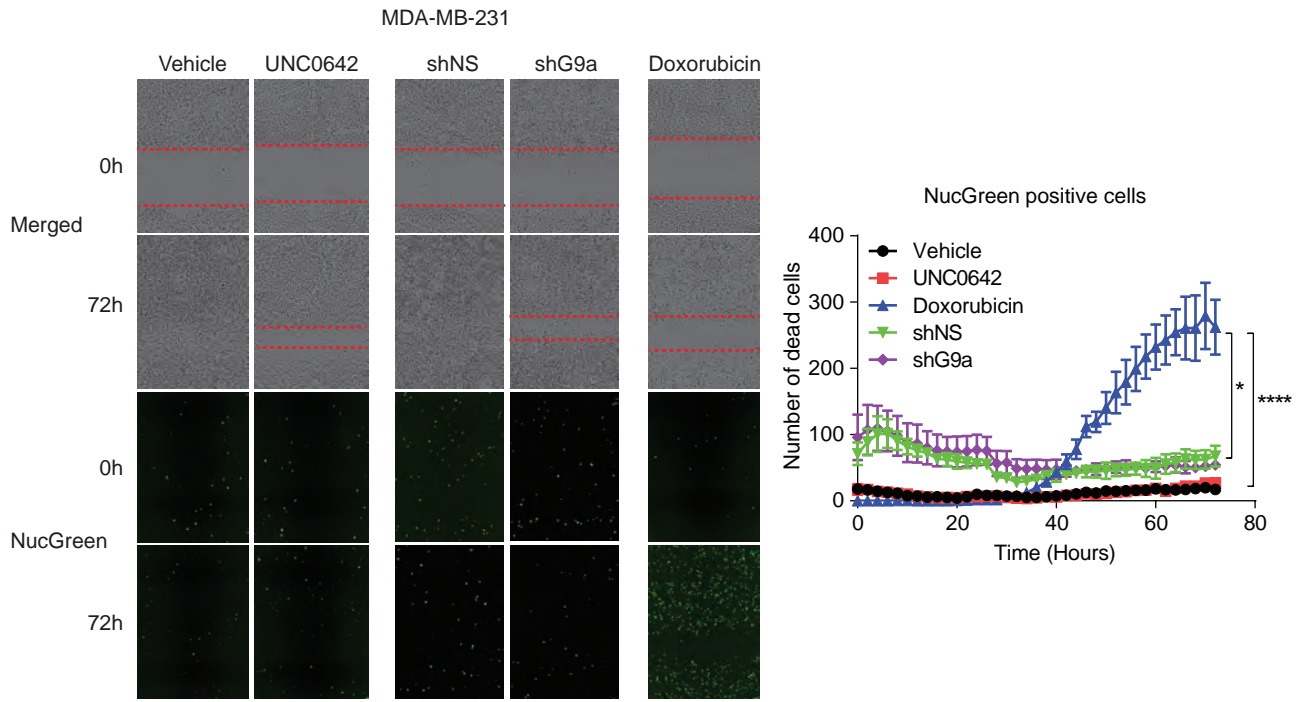 MDA-MB-231
Vehicle UNC0642 shNS shG9a Doxorubicin
0h
Merged
72h
0h
NucGreen
72h
NucGreen positive cells
400
300
200
100
0
Number of dead cells
Vehicle
UNC0642
Doxorubicin
shNS
shG9a
*
****
0 20 40 60 80
Time (Hours)